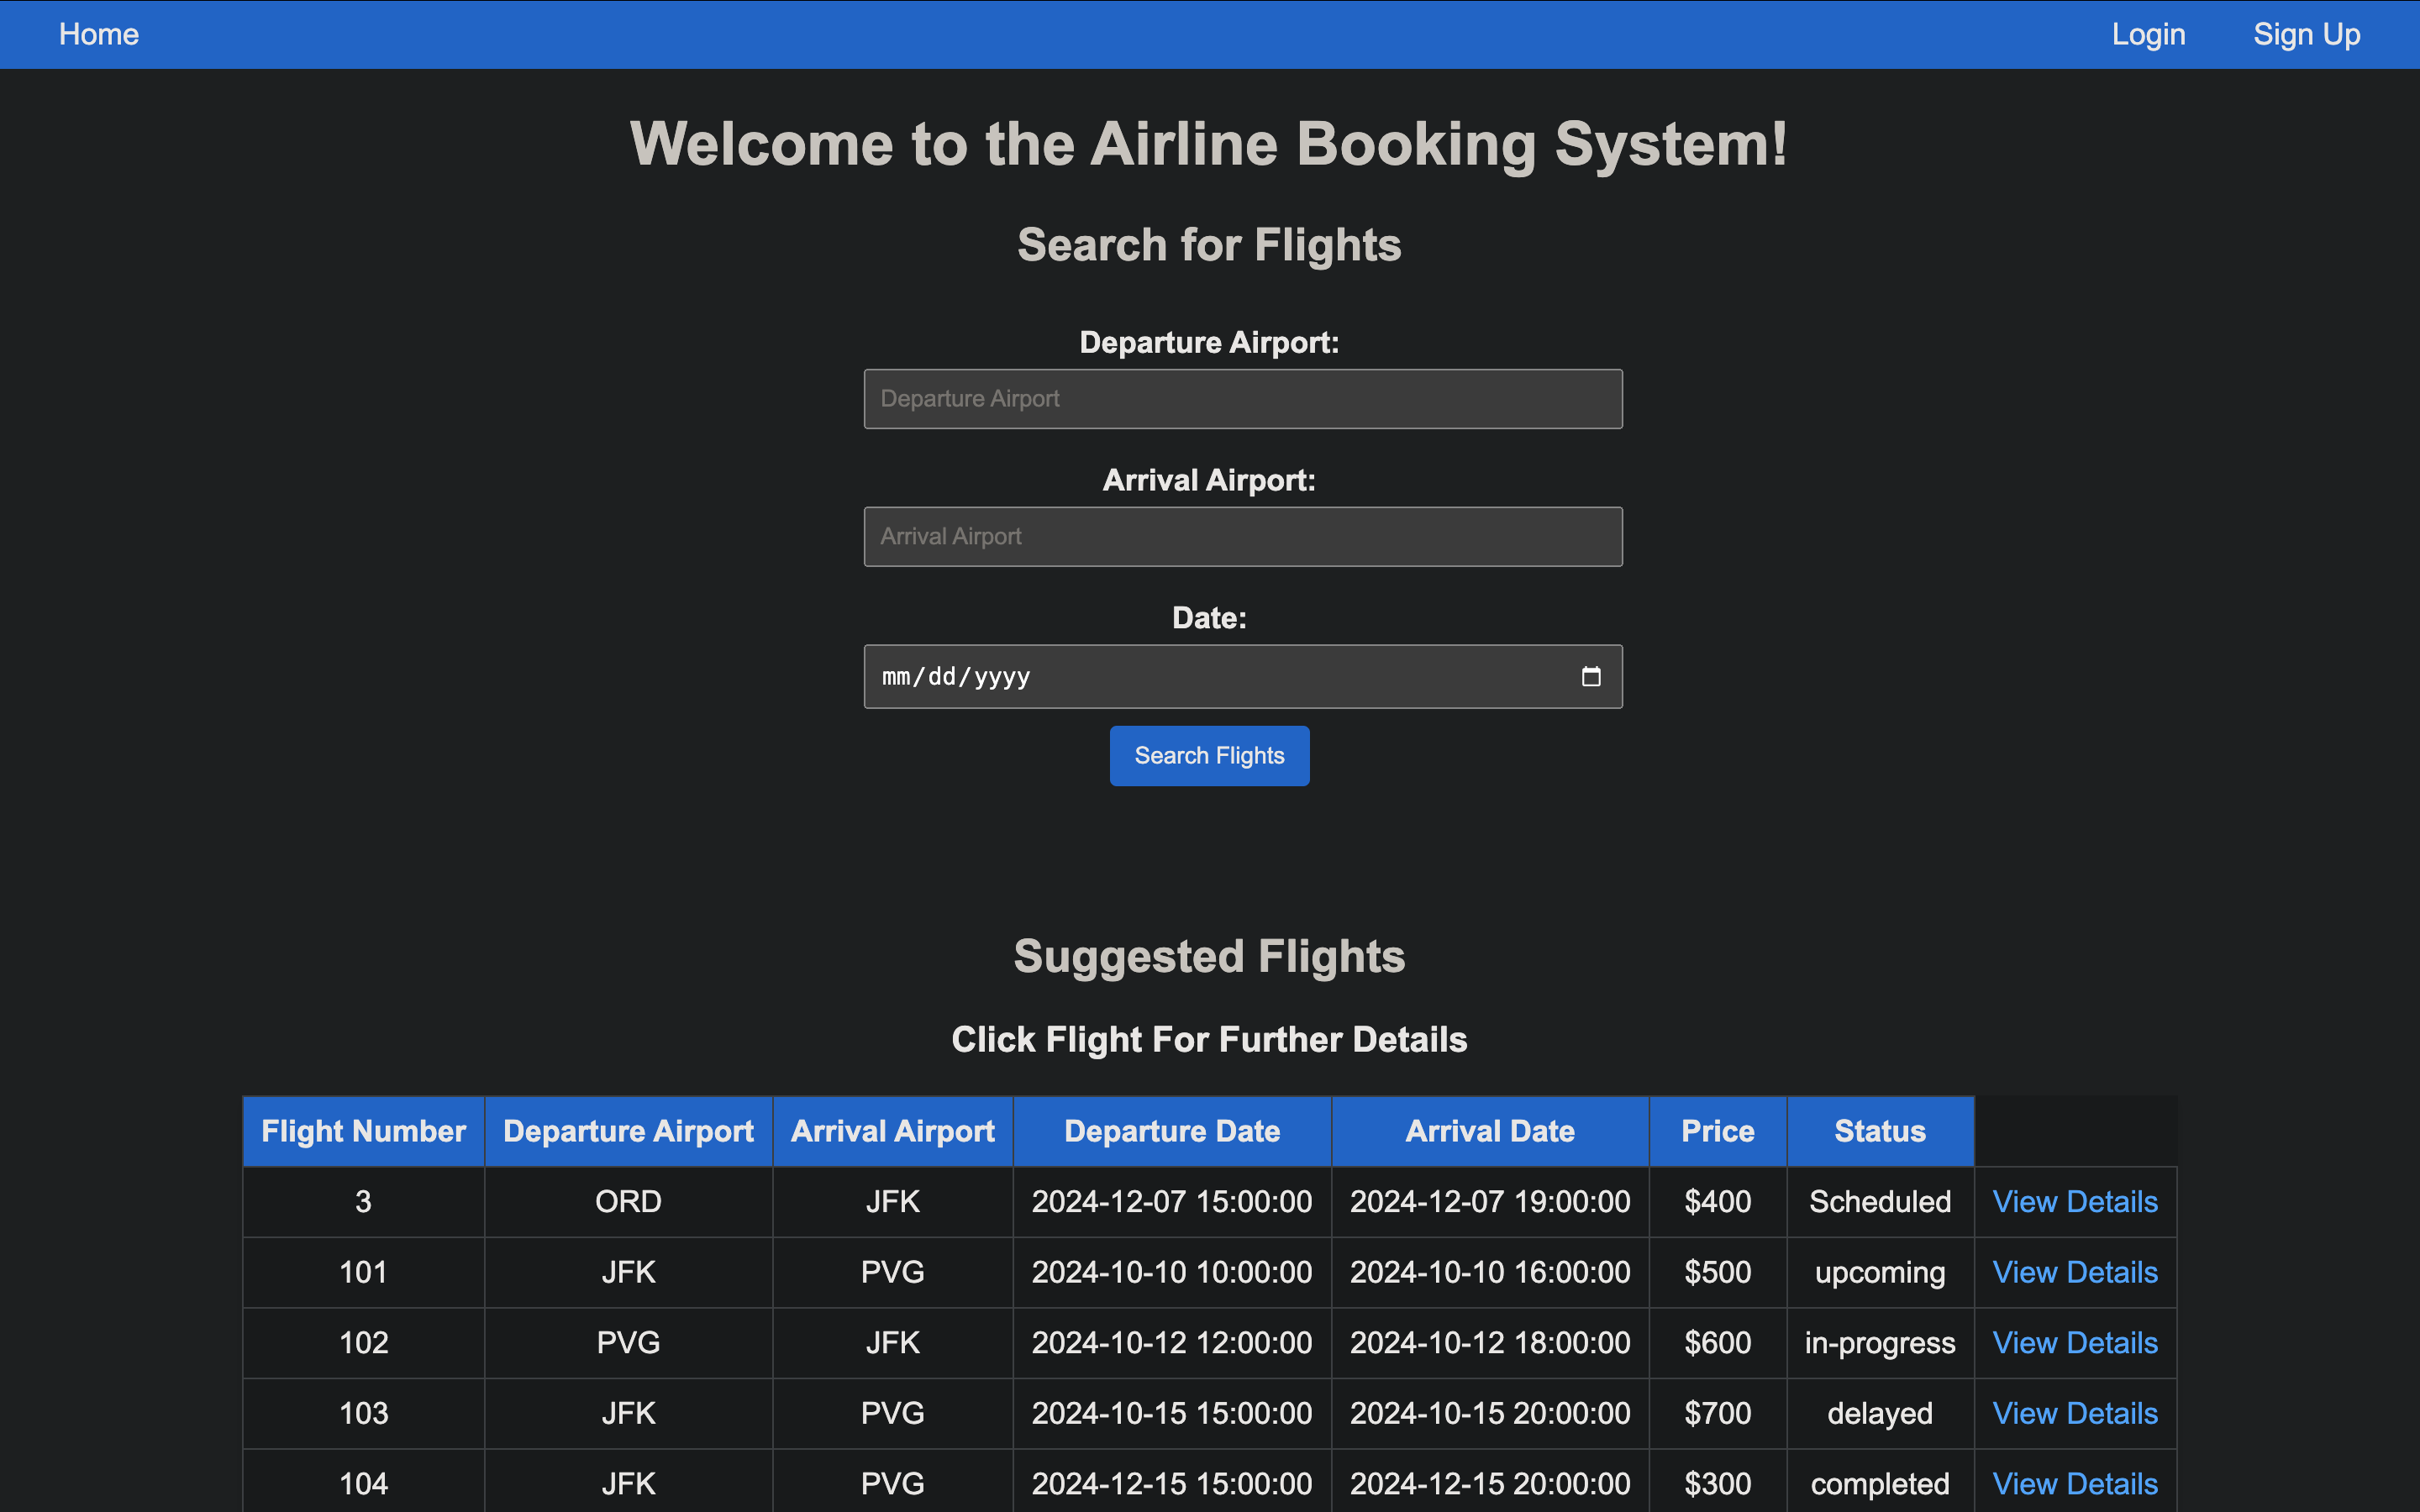 Home Login Sign Up
Welcome to the Airline Booking System!
Search for Flights
Departure Airport:
Departure Airport
Arrival Airport:
Arrival Airport
Date:
mm/dd/yyyy
Search Flights
Suggested Flights
Click Flight For Further Details
Flight Number Departure Airport Arrival Airport Departure Date Arrival Date Price Status
3 ORD JFK 2024-12-07 15:00:00 2024-12-07 19:00:00 $400 Scheduled View Details
101 JFK PVG 2024-10-10 10:00:00 2024-10-10 16:00:00 $500 upcoming View Details
102 PVG JFK 2024-10-12 12:00:00 2024-10-12 18:00:00 $600 in-progress View Details
103 JFK PVG 2024-10-15 15:00:00 2024-10-15 20:00:00 $700 delayed View Details
104 JFK PVG 2024-12-15 15:00:00 2024-12-15 20:00:00 $300 completed View Details